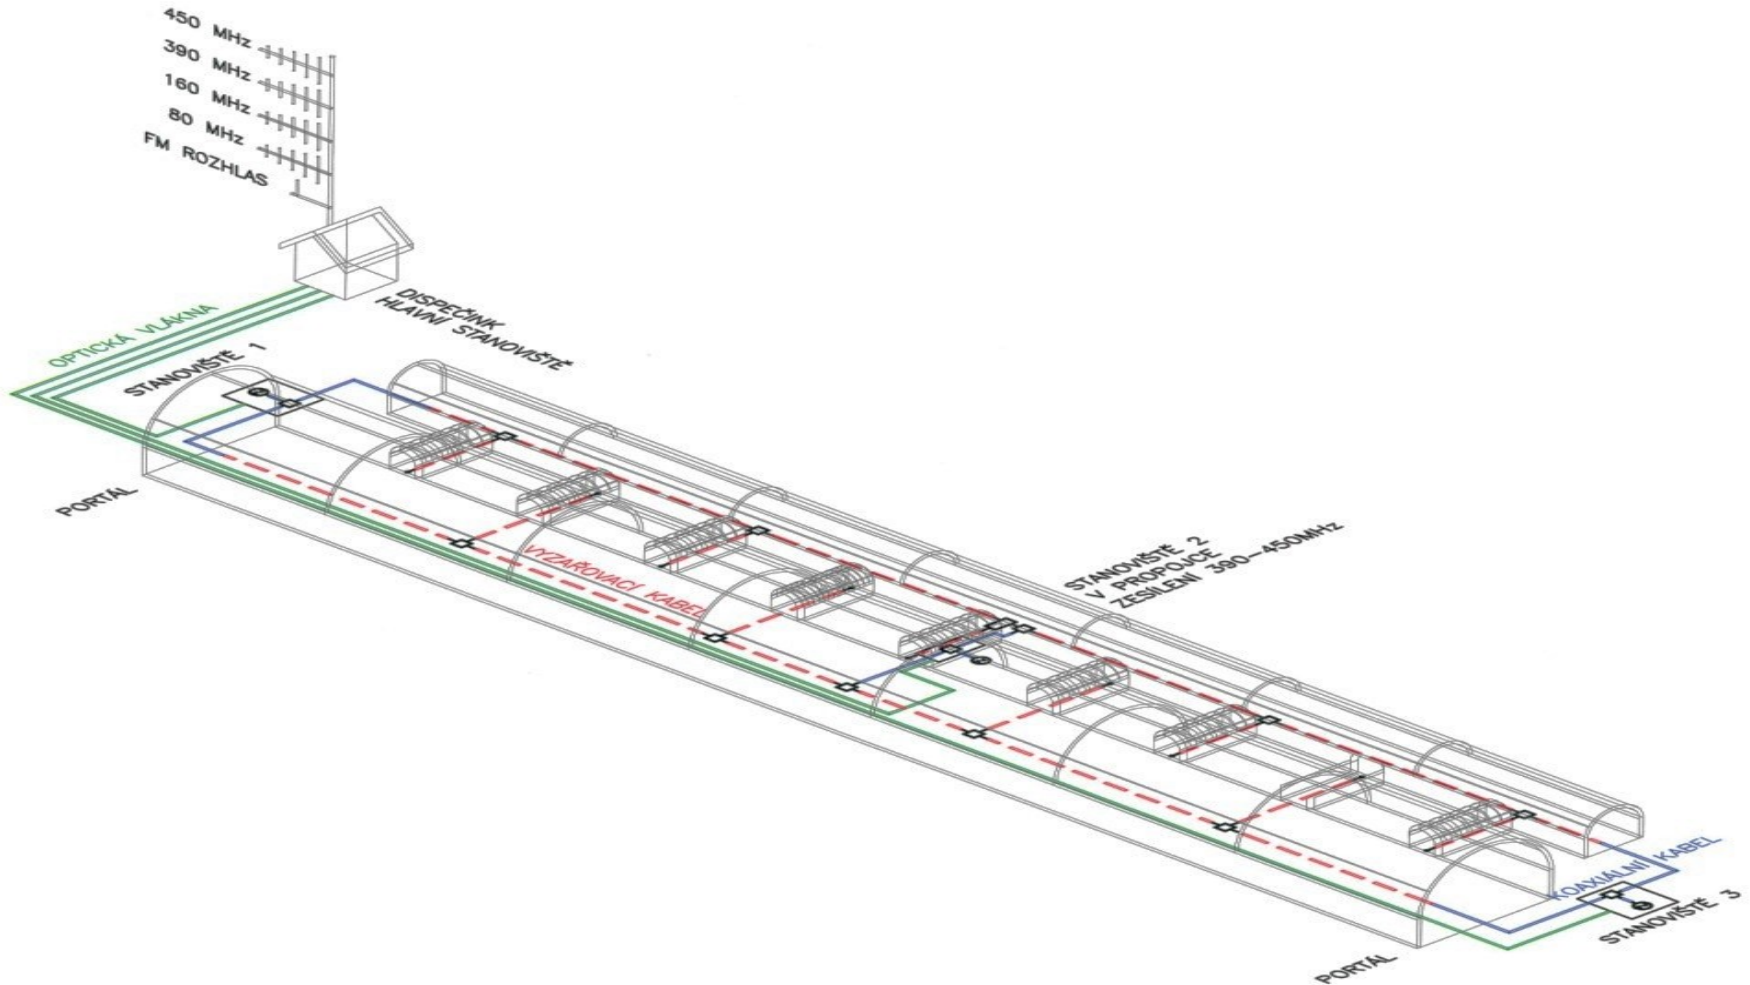 450 MHz
390 MHz
160 MHz
80 MHz
FM ROZHLAS
DISPEČINK
HLAVNÍ STANOVIŠTĚ
OPTICKÁ VLÁKNA
STANOVIŠTĚ 1
PORTÁL
VYZAŘOVACÍ KABEL
STANOVIŠTĚ 2
V PROPOJCE
ZESÍLENÍ 390-450MHz
KOAXIÁLNÍ KABEL
STANOVIŠTĚ 3
PORTÁL